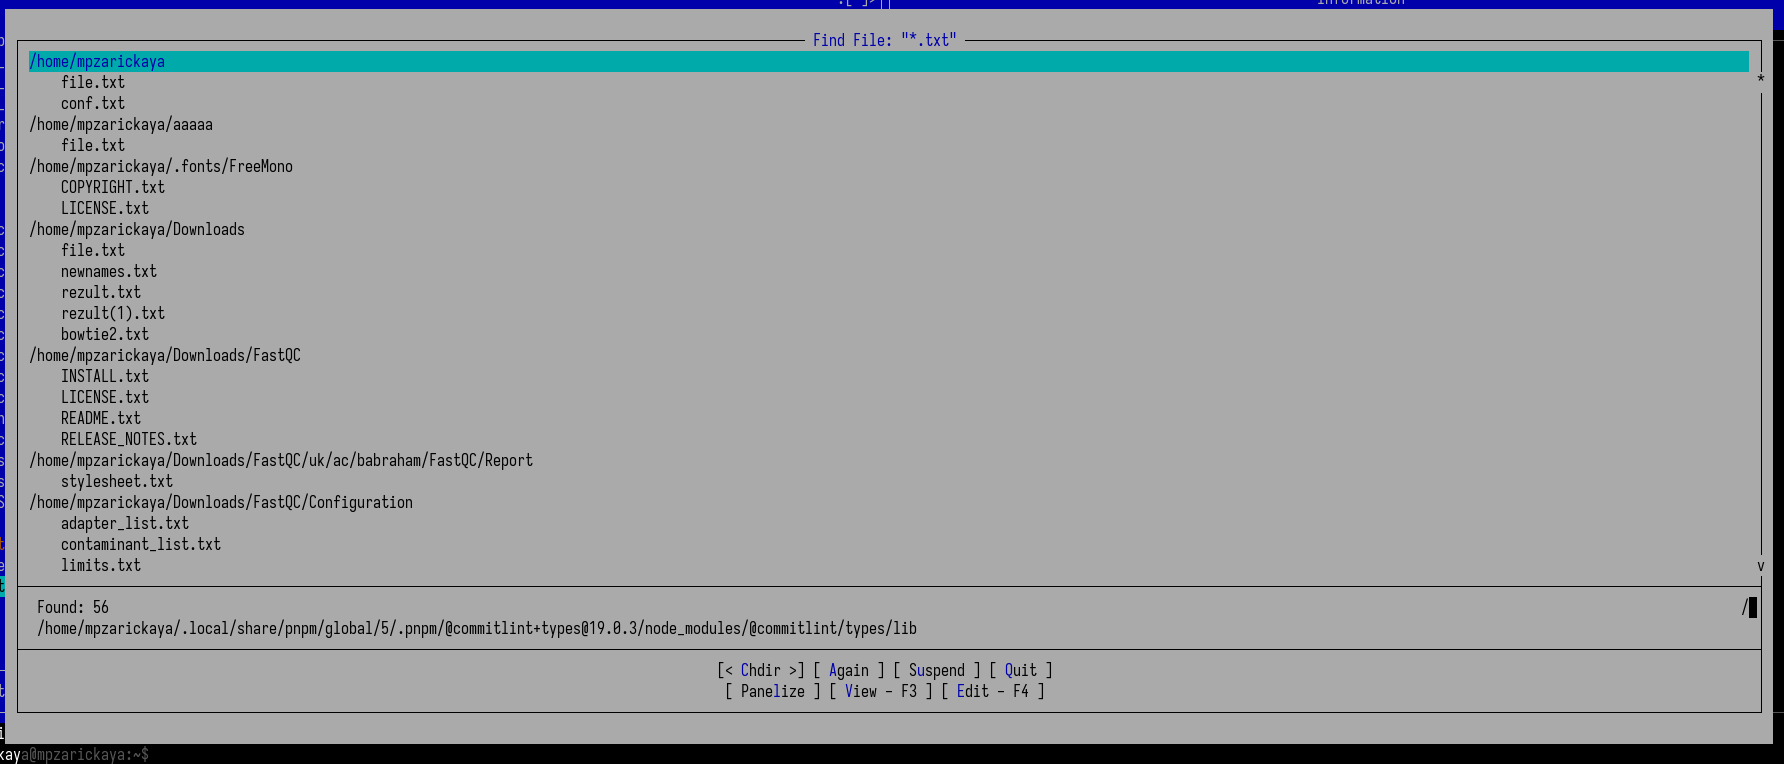 .[^]>
information
Find File: "*.txt"
/home/mpzarickaya
file.txt
*
conf.txt
/home/mpzarickaya/aaaaa
file.txt
/home/mpzarickaya/.fonts/FreeMono
COPYRIGHT.txt
LICENSE.txt
/home/mpzarickaya/Downloads
file.txt
newnames.txt
rezult.txt
rezult(1).txt
bowtie2.txt
/home/mpzarickaya/Downloads/FastQC
INSTALL.txt
LICENSE.txt
README.txt
RELEASE_NOTES.txt
/home/mpzarickaya/Downloads/FastQC/uk/ac/babraham/FastQC/Report
stylesheet.txt
/home/mpzarickaya/Downloads/FastQC/Configuration
adapter_list.txt
contaminant_list.txt
limits.txt
v
Found: 56 /
/home/mpzarickaya/.local/share/pnpm/global/5/.pnpm/@commitlint+types@19.0.3/node_modules/@commitlint/types/lib
[< Chdir >] [ Again ] [ Suspend ] [ Quit ]
[ Panelize ] [ View - F3 ] [ Edit - F4 ]
kaya@mpzarickaya:~$